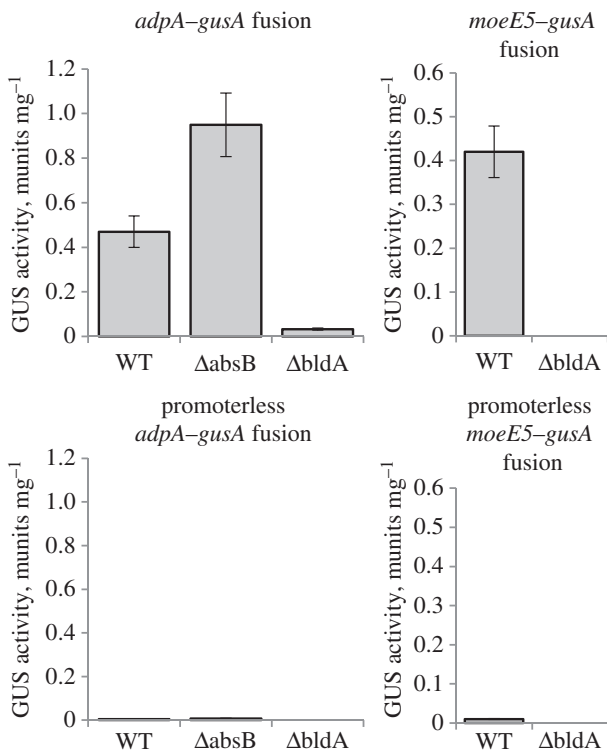 adpA–gusA fusion
GUS activity, munits mg⁻¹
1.2
1.0
0.8
0.6
0.4
0.2
0
WT ΔabsB ΔbldA
moeE5–gusA
fusion
GUS activity, munits mg⁻¹
0.6
0.5
0.4
0.3
0.2
0.1
0
WT ΔbldA
promoterless
adpA–gusA fusion
GUS activity, munits mg⁻¹
1.2
1.0
0.8
0.6
0.4
0.2
0
WT ΔabsB ΔbldA
promoterless
moeE5–gusA
fusion
GUS activity, munits mg⁻¹
0.6
0.5
0.4
0.3
0.2
0.1
0
WT ΔbldA